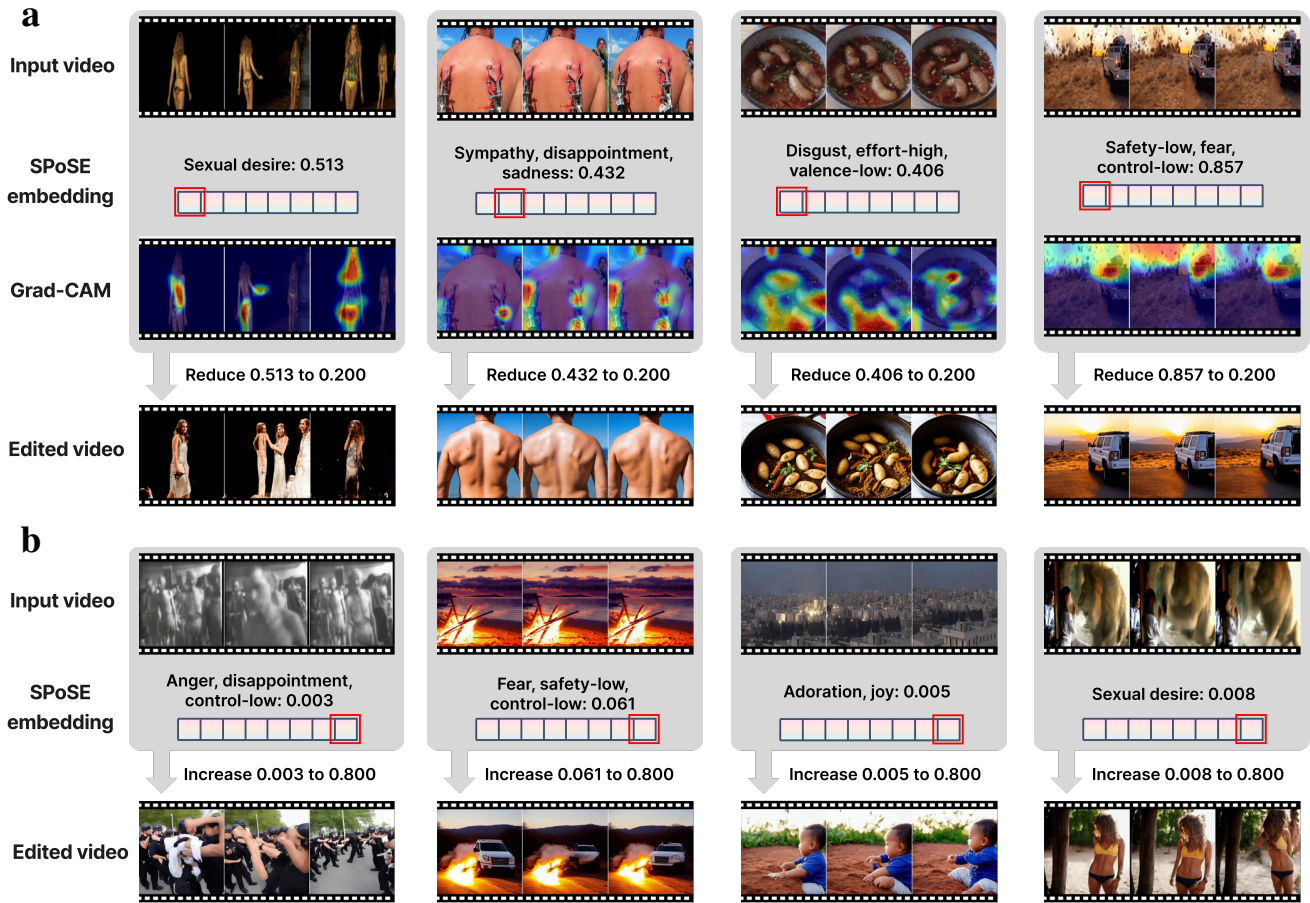 a
Input video
SPoSE
embedding
Sexual desire: 0.513
Sympathy, disappointment,
sadness: 0.432
Disgust, effort-high,
valence-low: 0.406
Safety-low, fear,
control-low: 0.857
Grad-CAM
Reduce 0.513 to 0.200
Reduce 0.432 to 0.200
Reduce 0.406 to 0.200
Reduce 0.857 to 0.200
Edited video
b
Input video
SPoSE
embedding
Anger, disappointment,
control-low: 0.003
Fear, safety-low,
control-low: 0.061
Adoration, joy: 0.005
Sexual desire: 0.008
Increase 0.003 to 0.800
Increase 0.061 to 0.800
Increase 0.005 to 0.800
Increase 0.008 to 0.800
Edited video